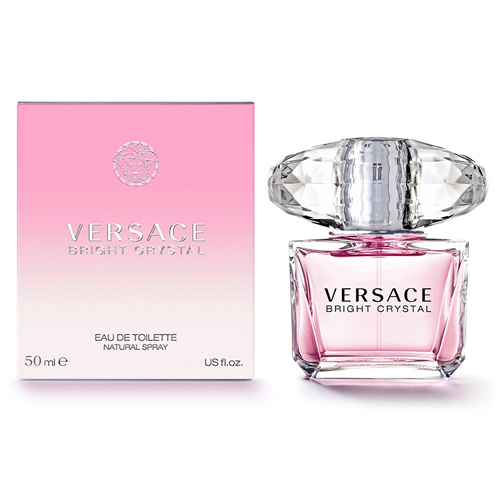 VERSACE
BRIGHT CRYSTAL
EAU DE TOILETTE
NATURAL SPRAY
50 ml e US fl.oz.
VERSACE
BRIGHT CRYSTAL